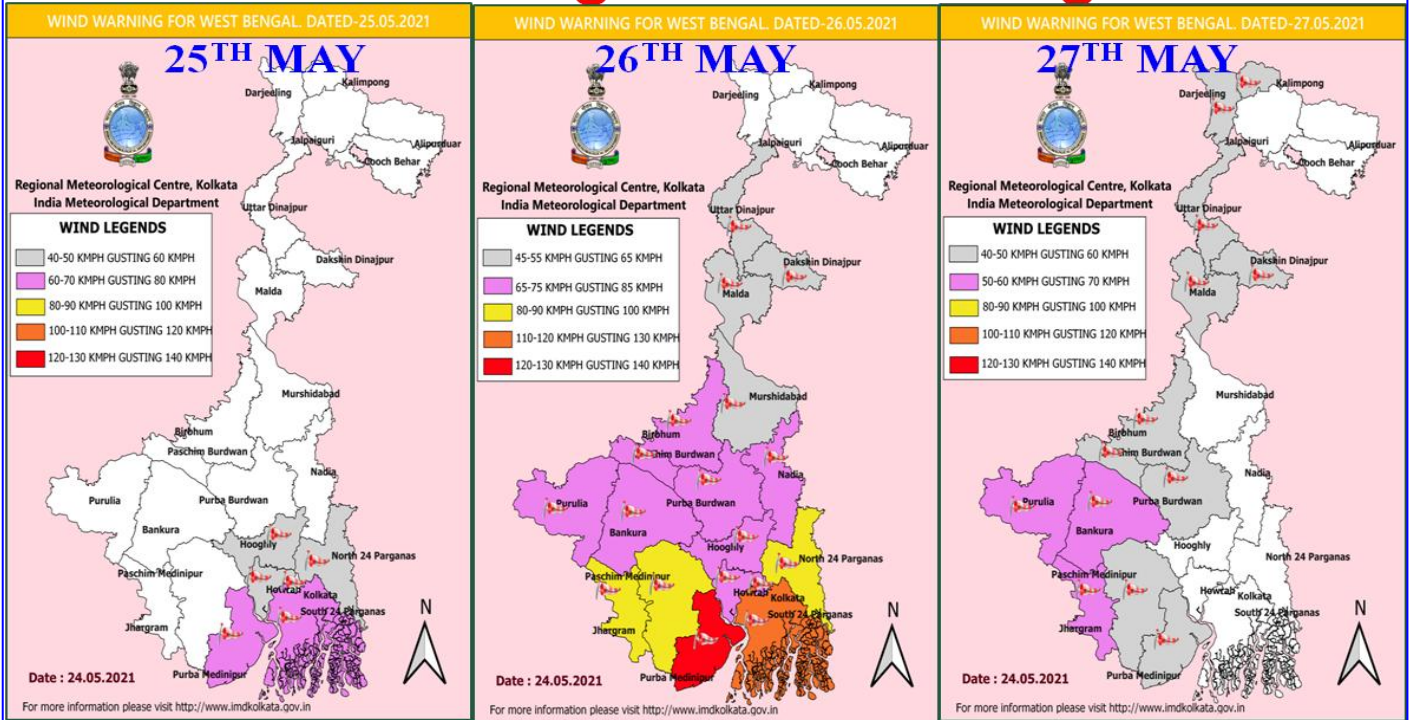 WIND WARNING FOR WEST BENGAL. DATED-25.05.2021
25TH MAY
Kalimpong
Darjeeling
Jalpaiguri
Alipurduar
Cooch Behar
Regional Meteorological Centre, Kolkata
India Meteorological Department
Uttar Dinajpur
WIND LEGENDS
40-50 KMPH GUSTING 60 KMPH
60-70 KMPH GUSTING 80 KMPH
80-90 KMPH GUSTING 100 KMPH
100-110 KMPH GUSTING 120 KMPH
120-130 KMPH GUSTING 140 KMPH
Dakshin Dinajpur
Malda
Murshidabad
Birbhum
Paschim Burdwan
Nadia
Purulia
Purba Burdwan
Bankura
Hooghly
North 24 Parganas
Paschim Medinipur
Howrah
Kolkata
South 24 Parganas
Jhargram
N
Purba Medinipur
Date : 24.05.2021
For more information please visit http://www.imdkolkata.gov.in
WIND WARNING FOR WEST BENGAL. DATED-26.05.2021
26TH MAY
Kalimpong
Darjeeling
Jalpaiguri
Alipurduar
Cooch Behar
Regional Meteorological Centre, Kolkata
India Meteorological Department
Uttar Dinajpur
WIND LEGENDS
45-55 KMPH GUSTING 65 KMPH
65-75 KMPH GUSTING 85 KMPH
80-90 KMPH GUSTING 100 KMPH
110-120 KMPH GUSTING 130 KMPH
120-130 KMPH GUSTING 140 KMPH
Dakshin Dinajpur
Malda
Murshidabad
Birbhum
Burdwan
Nadia
Purulia
Purba Burdwan
Bankura
Hooghly
North 24 Parganas
Paschim Medinipur
Howrah
Kolkata
South 24 Parganas
Jhargram
N
Purba Medinipur
Date : 24.05.2021
For more information please visit http://www.imdkolkata.gov.in
WIND WARNING FOR WEST BENGAL. DATED-27.05.2021
27TH MAY
Kalimpong
Darjeeling
Jalpaiguri
Alipurduar
Cooch Behar
Regional Meteorological Centre, Kolkata
India Meteorological Department
Uttar Dinajpur
WIND LEGENDS
40-50 KMPH GUSTING 60 KMPH
50-60 KMPH GUSTING 70 KMPH
80-90 KMPH GUSTING 100 KMPH
100-110 KMPH GUSTING 120 KMPH
120-130 KMPH GUSTING 140 KMPH
Dakshin Dinajpur
Malda
Murshidabad
Birbhum
Burdwan
Nadia
Purulia
Purba Burdwan
Bankura
Hooghly
North 24 Parganas
Paschim Medinipur
Howrah
Kolkata
South 24 Parganas
Jhargram
N
Purba Medinipur
Date : 24.05.2021
For more information please visit http://www.imdkolkata.gov.in